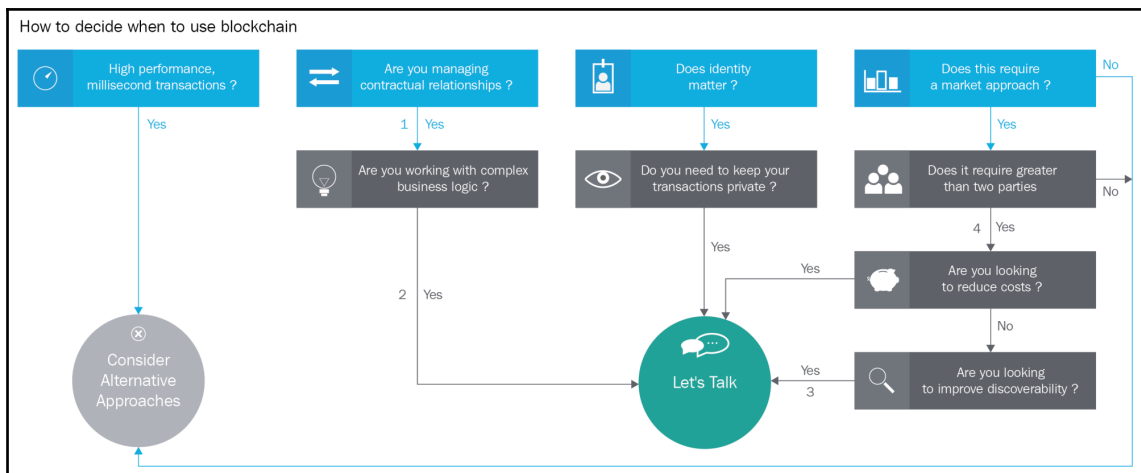 How to decide when to use blockchain
High performance,
millisecond transactions ?
Are you managing
contractual relationships ?
Does identity
matter ?
Does this require
a market approach ?
No
Yes
1 Yes
Yes
Yes
Are you working with complex
business logic ?
Do you need to keep your
transactions private ?
Does it require greater
than two parties
No
4 Yes
Yes
Yes
Are you looking
to reduce costs ?
2 Yes
No
Consider
Alternative
Approaches
Let's Talk
Yes
3
Are you looking
to improve discoverability ?